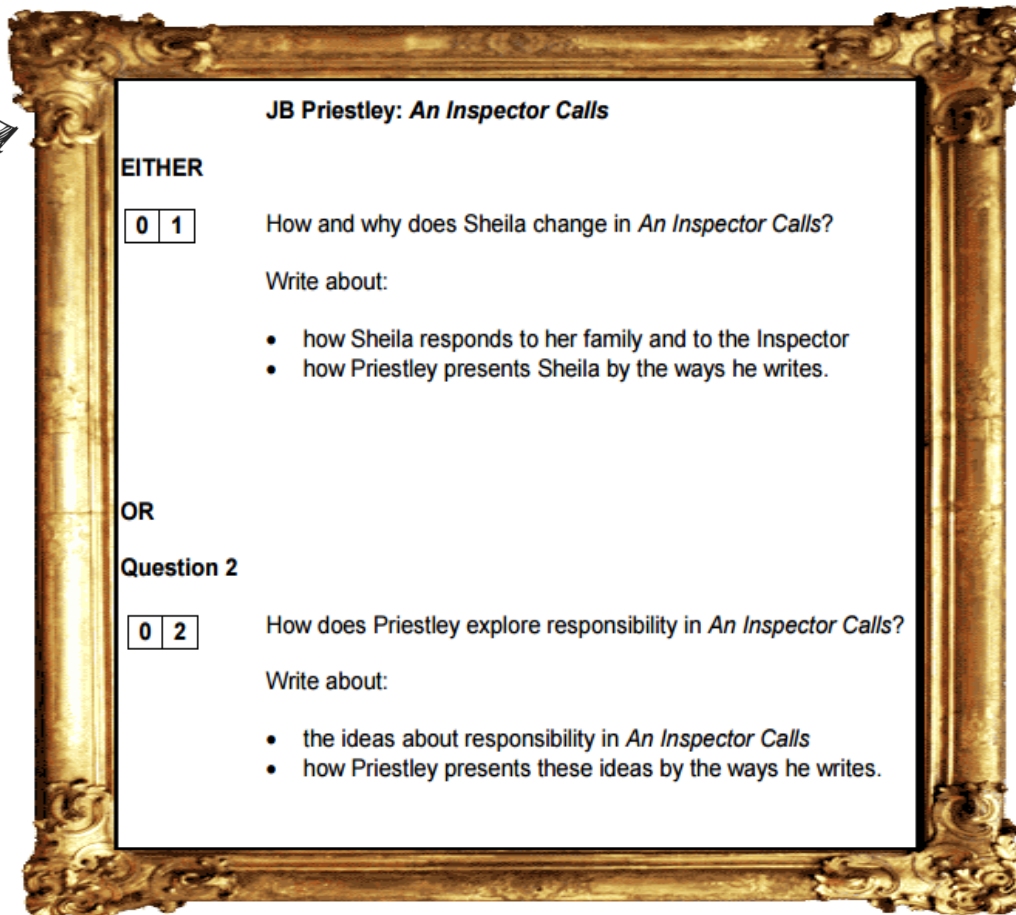 JB Priestley: An Inspector Calls
EITHER
0 1 How and why does Sheila change in An Inspector Calls?
Write about:
• how Sheila responds to her family and to the Inspector
• how Priestley presents Sheila by the ways he writes.
OR
Question 2
0 2 How does Priestley explore responsibility in An Inspector Calls?
Write about:
• the ideas about responsibility in An Inspector Calls
• how Priestley presents these ideas by the ways he writes.